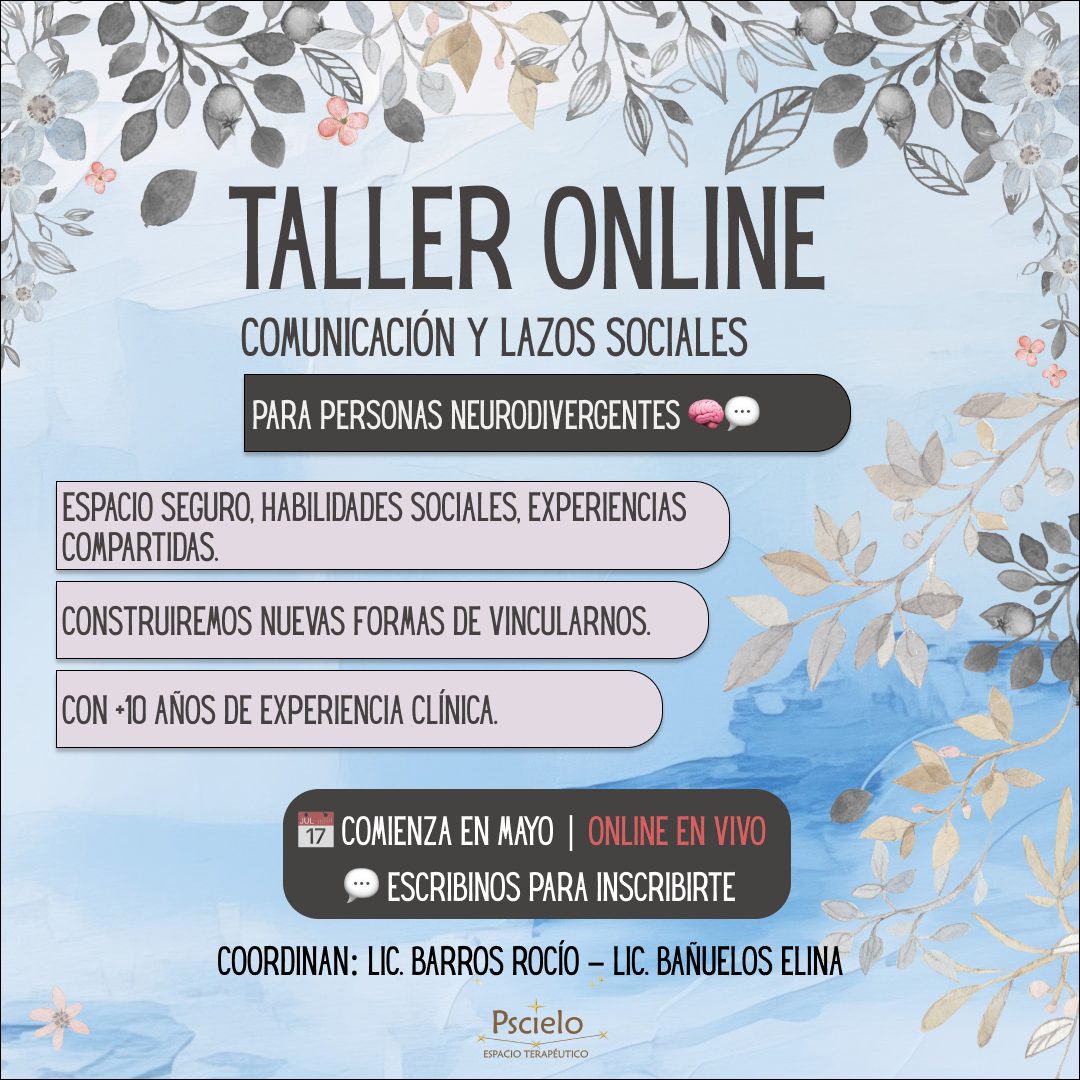 TALLER ONLINE
COMUNICACIÓN Y LAZOS SOCIALES
PARA PERSONAS NEURODIVERGENTES 🧠💬
ESPACIO SEGURO, HABILIDADES SOCIALES, EXPERIENCIAS
COMPARTIDAS.
CONSTRUIREMOS NUEVAS FORMAS DE VINCULARNOS.
CON +10 AÑOS DE EXPERIENCIA CLÍNICA.
📅 COMIENZA EN MAYO | ONLINE EN VIVO
💬 ESCRIBINOS PARA INSCRIBIRTE
COORDINAN: LIC. BARROS ROCÍO – LIC. BAÑUELOS ELINA
Pscielo
ESPACIO TERAPÉUTICO